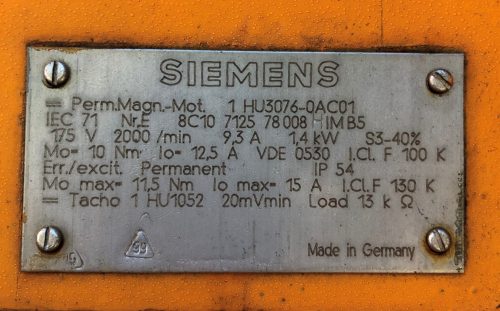 SIEMENS
= Perm.Magn.-Mot. 1 HU3076-0AC01
IEC 71 Nr.E 8C10 7125 78 008 IM B5
175 V 2000 /min 9,3 A 1,4 kW S3-40%
Mo= 10 Nm Io= 12,5 A VDE 0530 I.Cl. F 100 K
Err./excit. Permanent IP 54
Mo max= 11,5 Nm Io max= 15 A I.Cl.F 130 K
= Tacho 1 HU1052 20mVmin Load 13 k Ω
99
Made in Germany